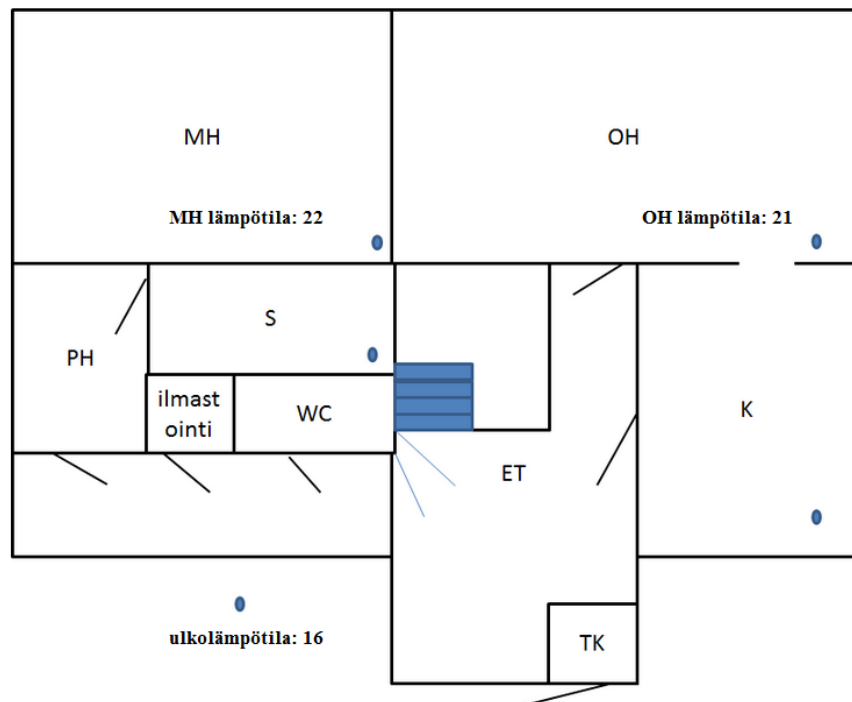 MH
OH
MH lämpötila: 22
OH lämpötila: 21
S
PH
ilmast
ointi
WC
K
ET
TK
ulkolämpötila: 16